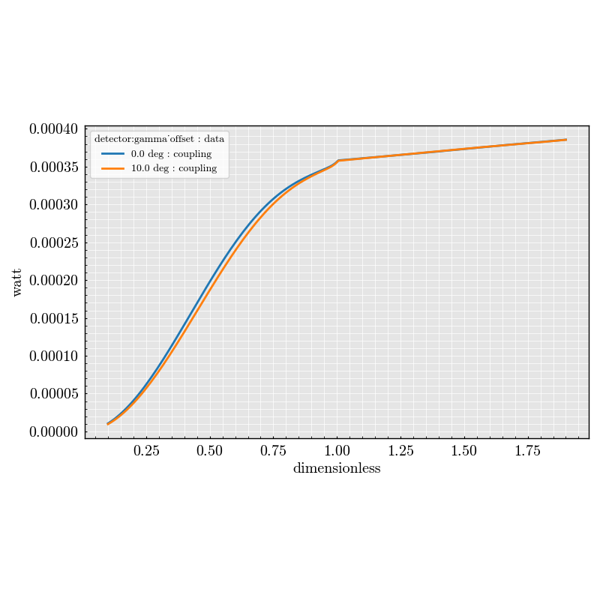 0.00040
0.00035
0.00030
0.00025
0.00020
0.00015
0.00010
0.00005
0.00000
watt
detector:gamma˙offset : data
0.0 deg : coupling
10.0 deg : coupling
0.25 0.50 0.75 1.00 1.25 1.50 1.75
dimensionless